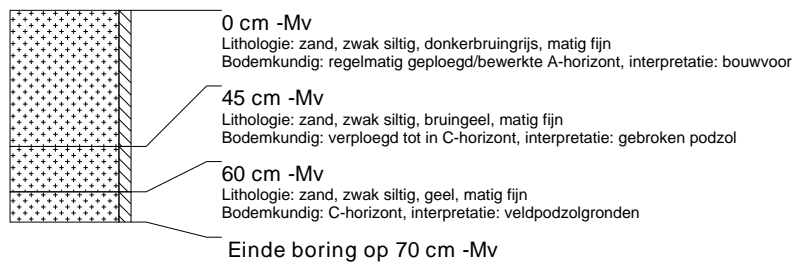 0 cm -Mv
Lithologie: zand, zwak siltig, donkerbruingrijs, matig fijn
Bodemkundig: regelmatig geploegd/bewerkte A-horizont, interpretatie: bouwvoor
45 cm -Mv
Lithologie: zand, zwak siltig, bruingeel, matig fijn
Bodemkundig: verploegd tot in C-horizont, interpretatie: gebroken podzol
60 cm -Mv
Lithologie: zand, zwak siltig, geel, matig fijn
Bodemkundig: C-horizont, interpretatie: veldpodzolgronden
Einde boring op 70 cm -Mv